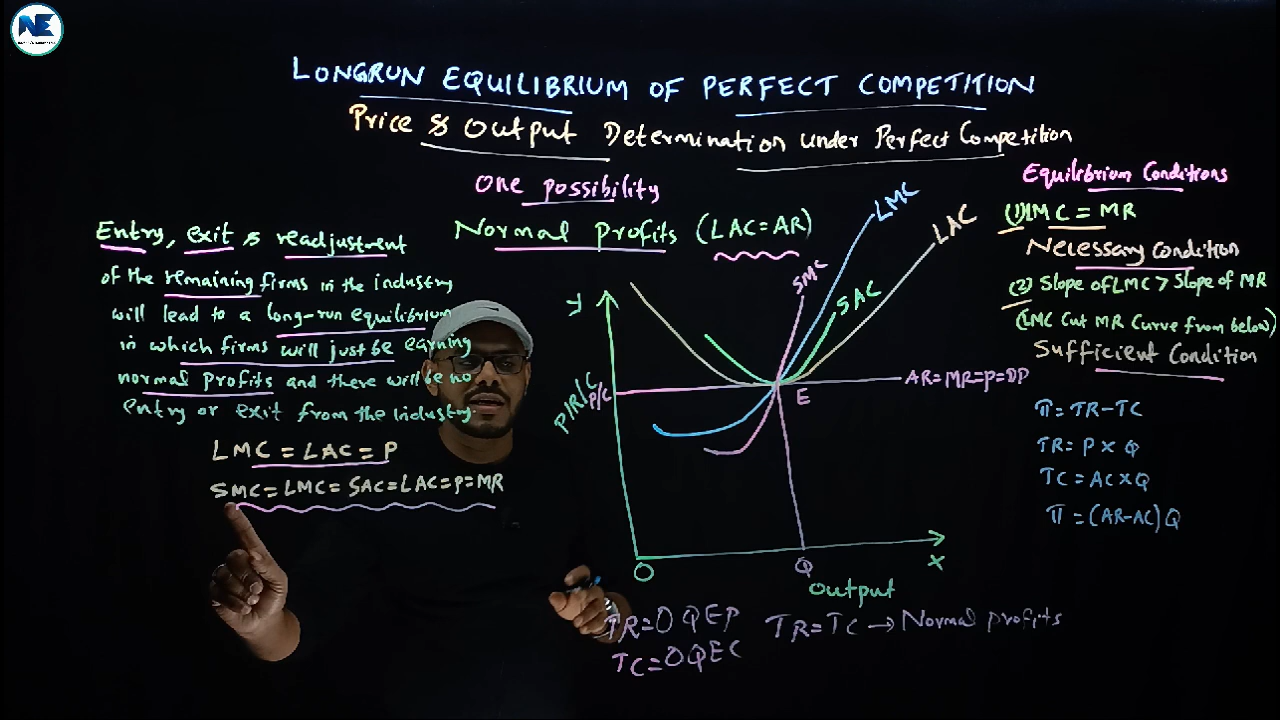 NE
LONGRUN EQUILIBRIUM OF PERFECT COMPETITION
Price & Output Determination under Perfect Competition
One possibility
Normal profits (LAC=AR)
Entry, exit & readjustment
of the remaining firms in the industry
will lead to a long-run equilibrium
in which firms will just be earning
normal profits and there will be no
entry or exit from the industry.
LMC = LAC = P
SMC = LMC = SAC = LAC = P = MR
Y
P/R/C
P/C
SMC
LMC
SAC
LAC
E
AR=MR=P=DD
O
Q
X
output
TR=OQEP
TC=OQEC
TR=TC → Normal profits
Equilibrium Conditions
(1) LMC = MR
Necessary Condition
(2) Slope of LMC > Slope of MR
(LMC Cut MR Curve from below)
Sufficient Condition
π = TR-TC
TR = P × Q
TC = AC × Q
π = (AR-AC) Q